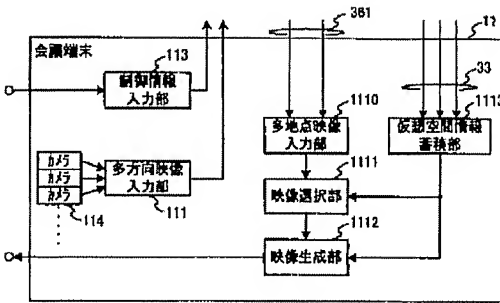 361
11
会議端末
113
33
制御情報
入力部
1110
1113
多地点映像
入力部
仮想空間情報
蓄積部
カメラ
カメラ
カメラ
多方向映像
入力部
1111
映像選択部
114
111
1112
映像生成部